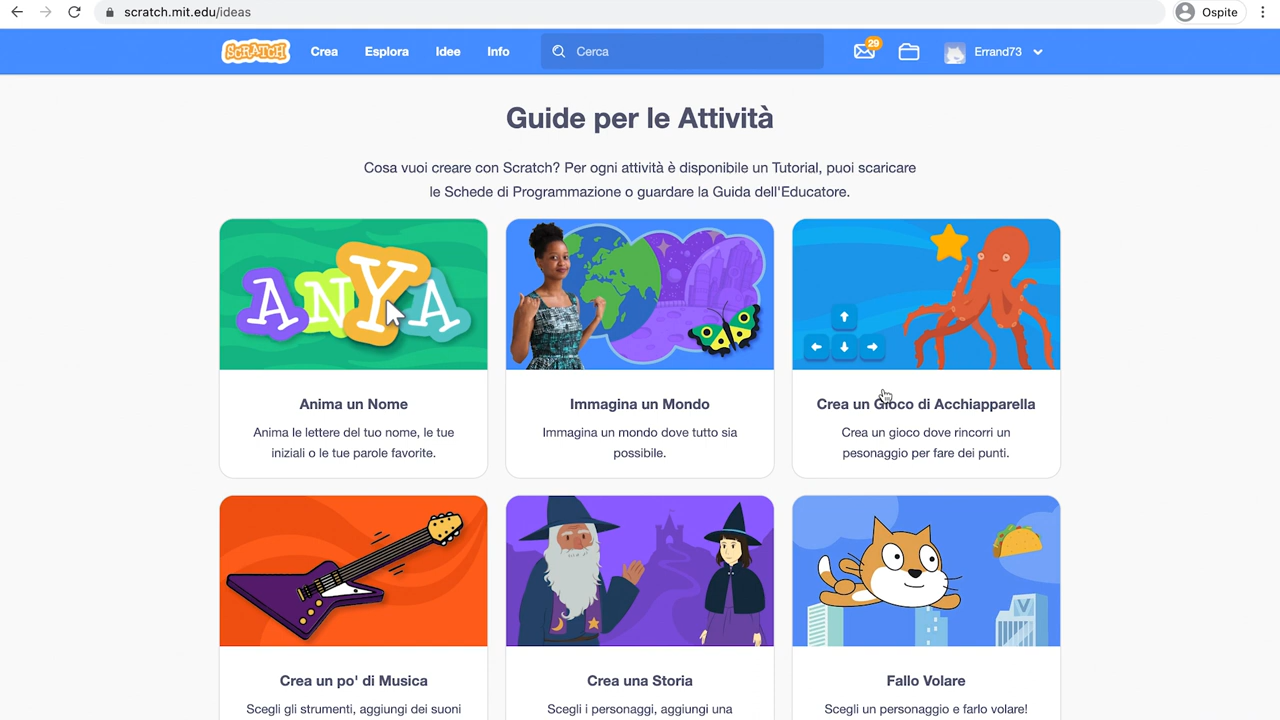 scratch.mit.edu/ideas
Ospite
SCRATCH
Crea
Esplora
Idee
Info
Cerca
29
Errand73
Guide per le Attività
Cosa vuoi creare con Scratch? Per ogni attività è disponibile un Tutorial, puoi scaricare
le Schede di Programmazione o guardare la Guida dell'Educatore.
ANYA
Anima un Nome
Anima le lettere del tuo nome, le tue
iniziali o le tue parole favorite.
Immagina un Mondo
Immagina un mondo dove tutto sia
possibile.
Crea un Gioco di Acchiapparella
Crea un gioco dove rincorri un
pesonaggio per fare dei punti.
Crea un po' di Musica
Scegli gli strumenti, aggiungi dei suoni
Crea una Storia
Scegli i personaggi, aggiungi una
V
Fallo Volare
Scegli un personaggio e farlo volare!